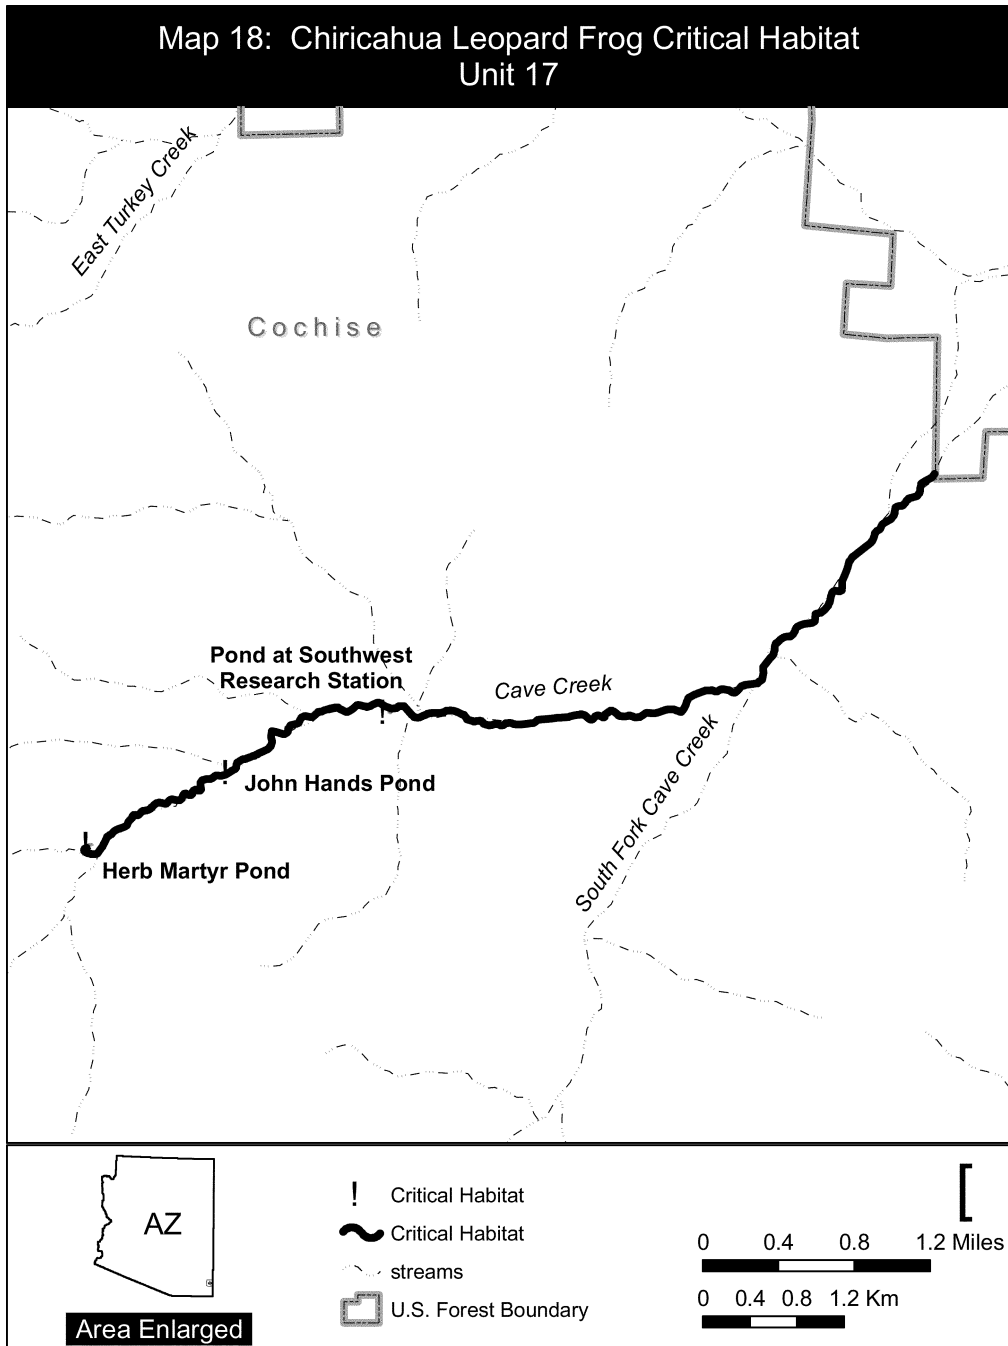 Map 18: Chiricahua Leopard Frog Critical Habitat
Unit 17
East Turkey Creek
Cochise
Pond at Southwest
Research Station
Cave Creek
!
!
John Hands Pond
South Fork Cave Creek
!
Herb Martyr Pond
AZ
Area Enlarged
! Critical Habitat
Critical Habitat
streams
U.S. Forest Boundary
[
0 0.4 0.8 1.2 Miles
0 0.4 0.8 1.2 Km